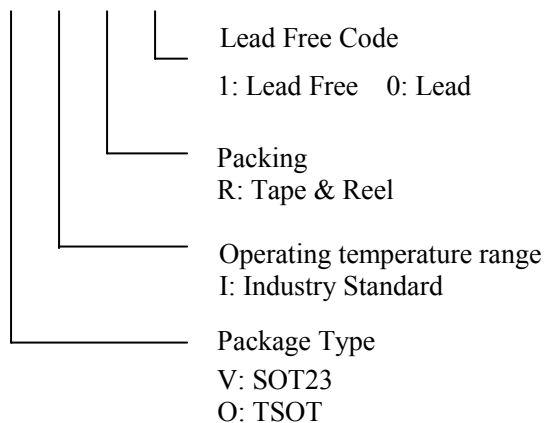 Lead Free Code
1: Lead Free 0: Lead
Packing
R: Tape & Reel
Operating temperature range
I: Industry Standard
Package Type
V: SOT23
O: TSOT